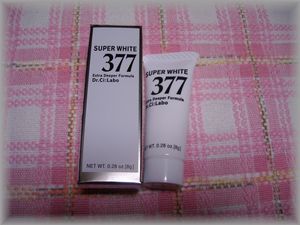 SUPER WHITE
377
Extra Deeper Formula
Dr.Ci:Labo
NET WT. 0.28 oz.[8g]
SUPER WHITE
377
Extra Deeper Formula
Dr.Ci:Labo
NET WT. 0.28 oz.[8g]